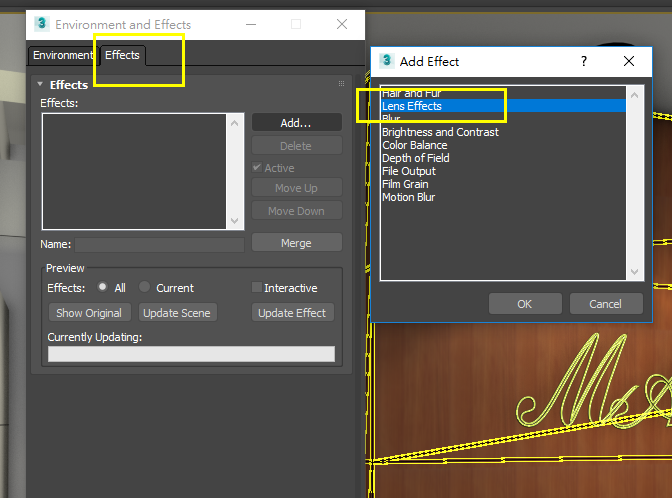 Environment and Effects
Environment
Effects
Effects
Effects:
Add...
Delete
Active
Move Up
Move Down
Name:
Merge
Preview
Effects:
All
Current
Interactive
Show Original
Update Scene
Update Effect
Currently Updating:
Add Effect
?
Hair and Fur
Lens Effects
Blur
Brightness and Contrast
Color Balance
Depth of Field
File Output
Film Grain
Motion Blur
OK
Cancel